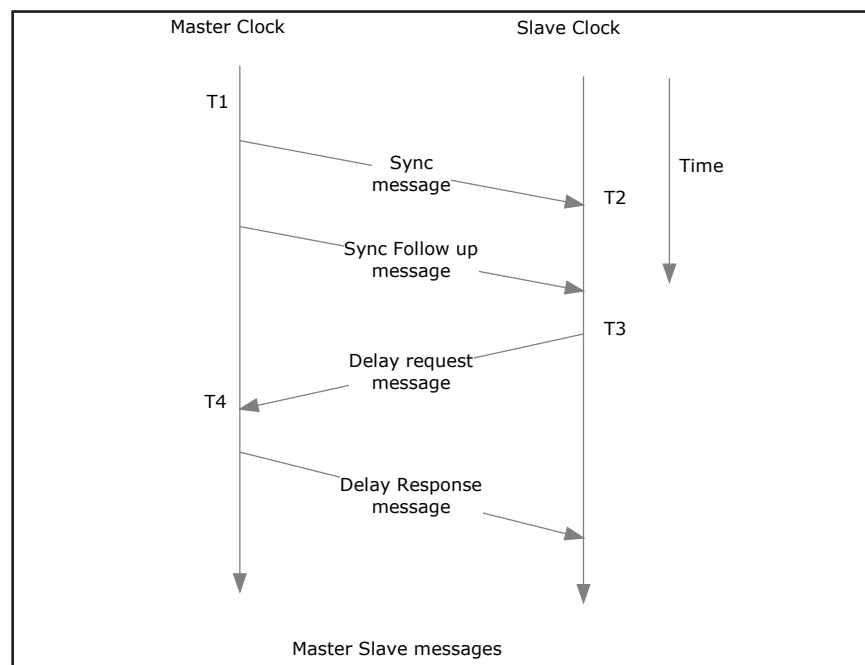 Master Clock
Slave Clock
T1
Sync
message
Time
T2
Sync Follow up
message
T3
Delay request
message
T4
Delay Response
message
Master Slave messages